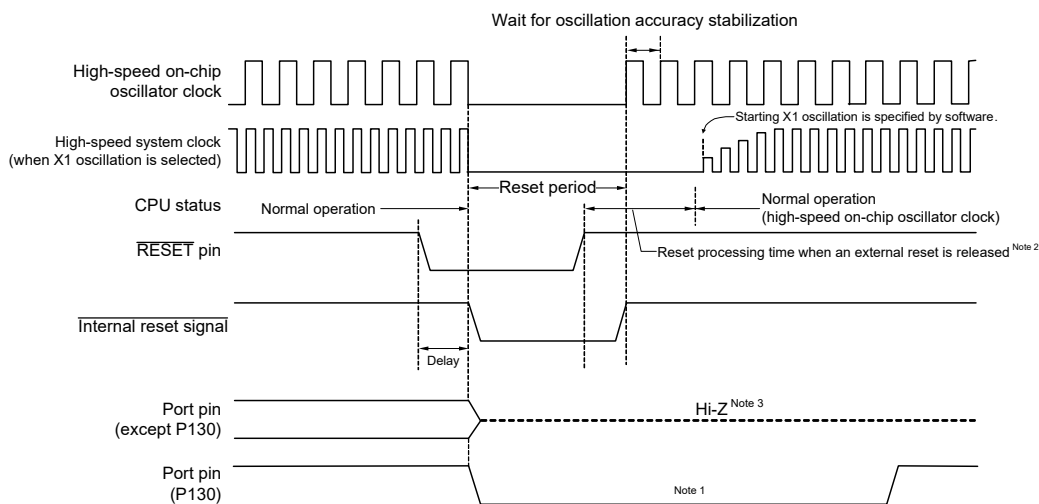 Wait for oscillation accuracy stabilization
High-speed on-chip
oscillator clock
Starting X1 oscillation is specified by software.
High-speed system clock
(when X1 oscillation is selected)
Reset period
CPU status
Normal operation
Normal operation
(high-speed on-chip oscillator clock)
RESET pin
Reset processing time when an external reset is released Note 2
Internal reset signal
Delay
Port pin
(except P130)
Hi-Z Note 3
Port pin
(P130)
Note 1